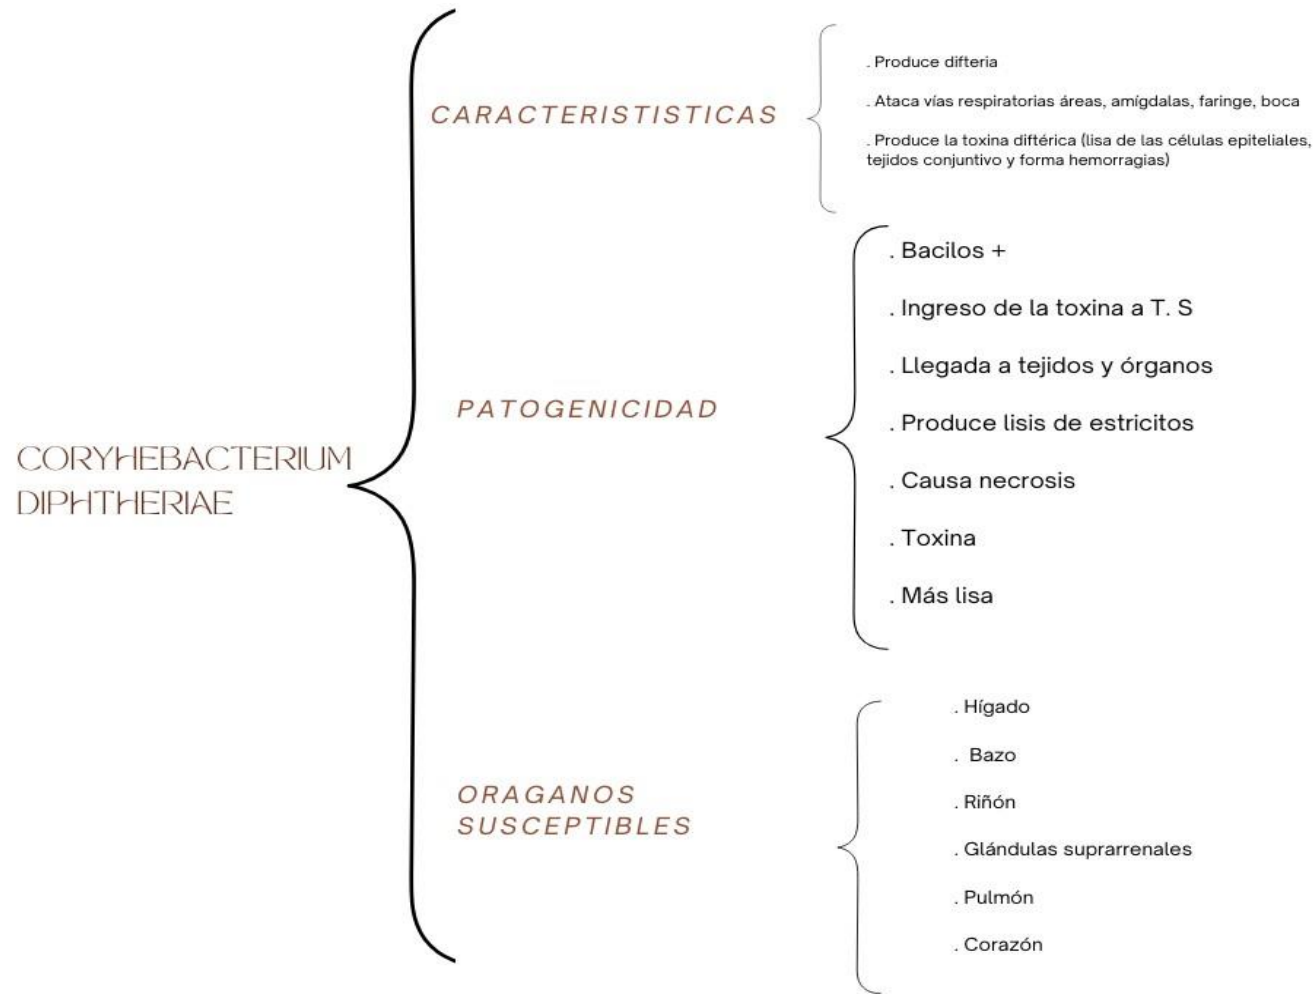 CORYHEBACTERIUM
DIPHTHERIAE
CARACTERISTISTICAS
. Produce difteria
. Ataca vías respiratorias áreas, amígdalas, faringe, boca
. Produce la toxina diftérica (lisa de las células epiteliales,
tejidos conjuntivo y forma hemorragias)
PATOGENICIDAD
. Bacilos +
. Ingreso de la toxina a T. S
. Llegada a tejidos y órganos
. Produce lisis de estricitos
. Causa necrosis
. Toxina
. Más lisa
ORAGANOS
SUSCEPTIBLES
. Hígado
. Bazo
. Riñón
. Glándulas suprarrenales
. Pulmón
. Corazón